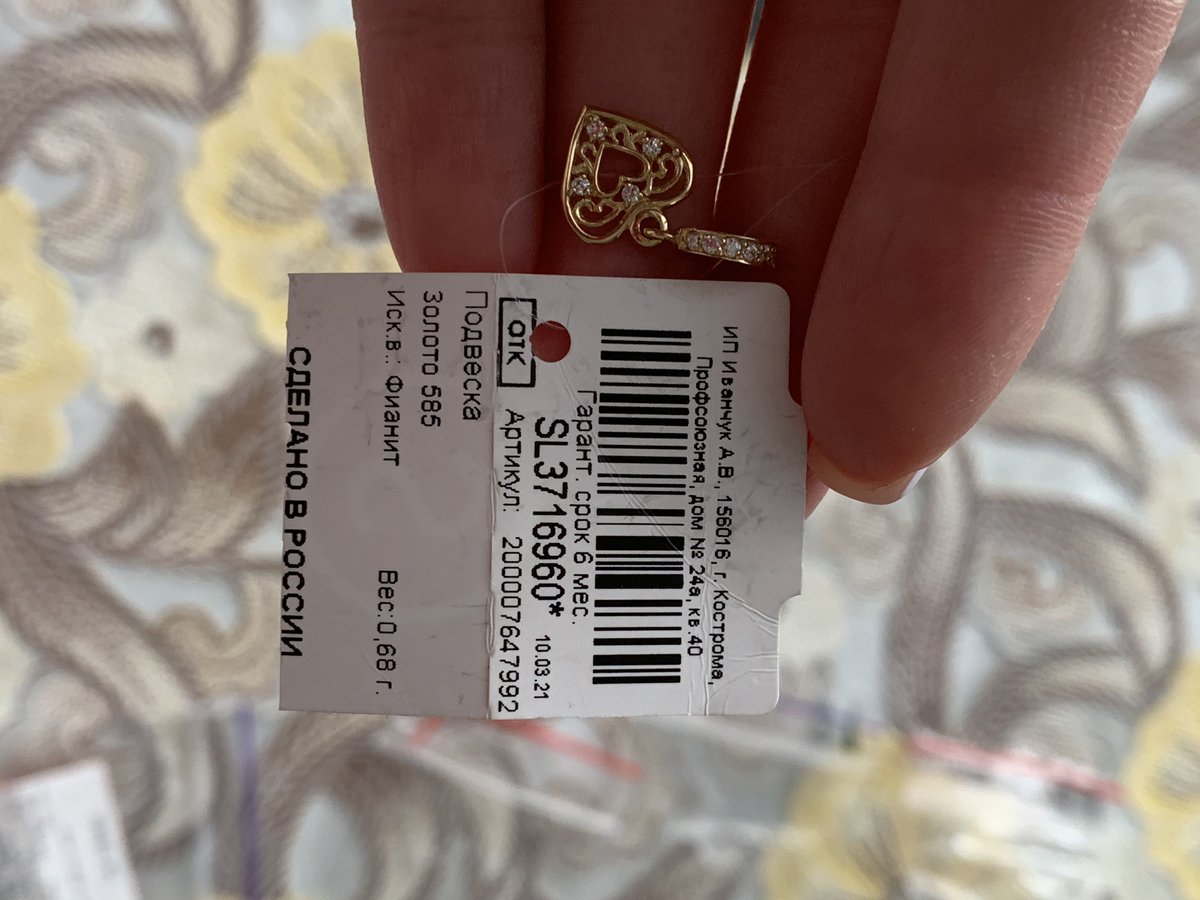 ИП Иванчук А.В., 156016, г. Кострома,
Профсоюзная, дом № 24а, кв.40
Гарант. срок 6 мес.
SL3716960* 10.03.21
ОТК Артикул: 200007647992
Подвеска
Золото 585
Иск.в.: Фианит Вес:0,68 г.
СДЕЛАНО В РОССИИ